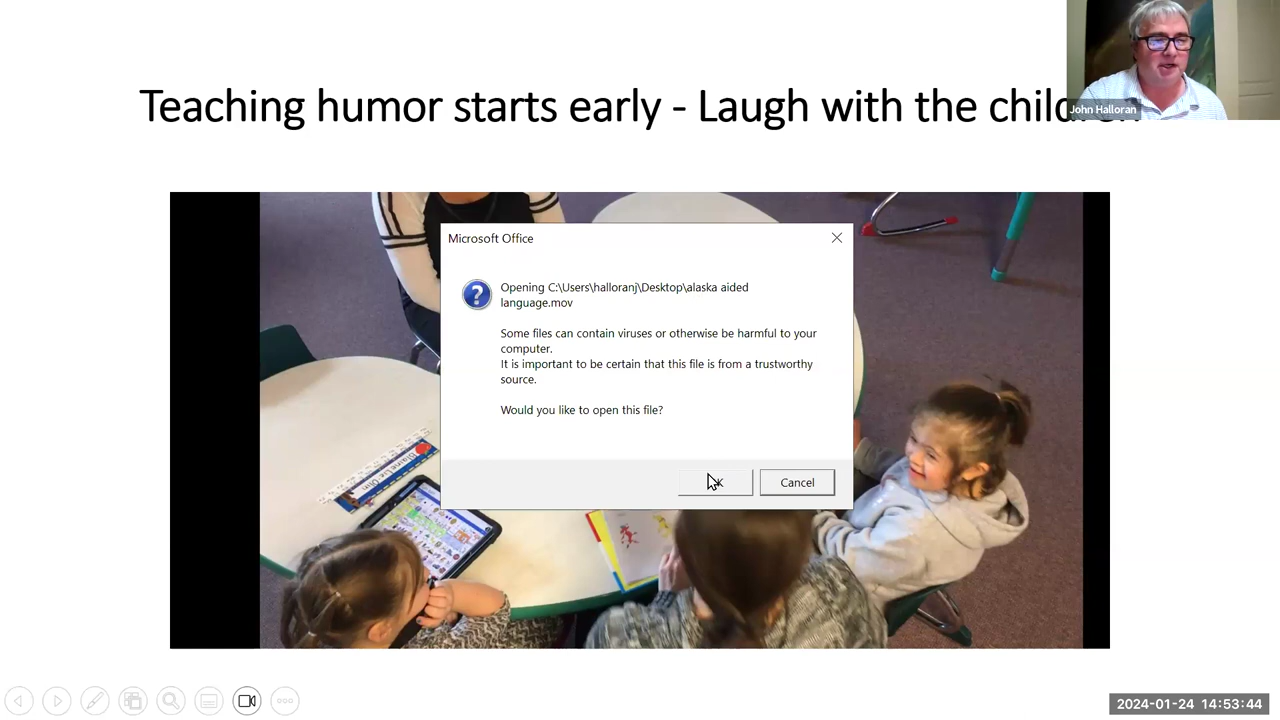 Teaching humor starts early - Laugh with the children
John Halloran
Microsoft Office
Opening C:\Users\halloranj\Desktop\alaska aided
language.mov
Some files can contain viruses or otherwise be harmful to your
computer.
It is important to be certain that this file is from a trustworthy
source.
Would you like to open this file?
OK
Cancel
2024-01-24 14:53:44